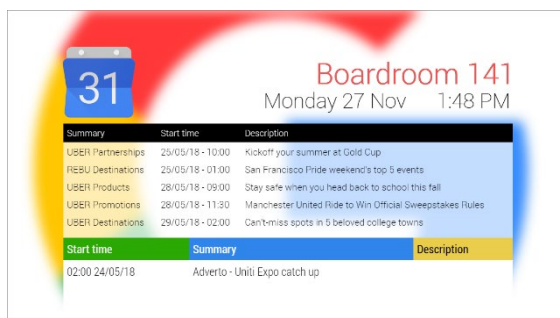 31
Boardroom 141
Monday 27 Nov 1:48 PM
Summary Start time Description
UBER Partnerships 25/05/18 - 10:00 Kickoff your summer at Gold Cup
REBU Destinations 25/05/18 - 01:00 San Francisco Pride weekend's top 5 events
UBER Products 28/05/18 - 09:00 Stay safe when you head back to school this fall
UBER Promotions 28/05/18 - 11:30 Manchester United Ride to Win Official Sweepstakes Rules
UBER Destinations 29/05/18 - 02:00 Can't-miss spots in 5 beloved college towns
Start time Summary Description
02:00 24/05/18 Adverto - Uniti Expo catch up